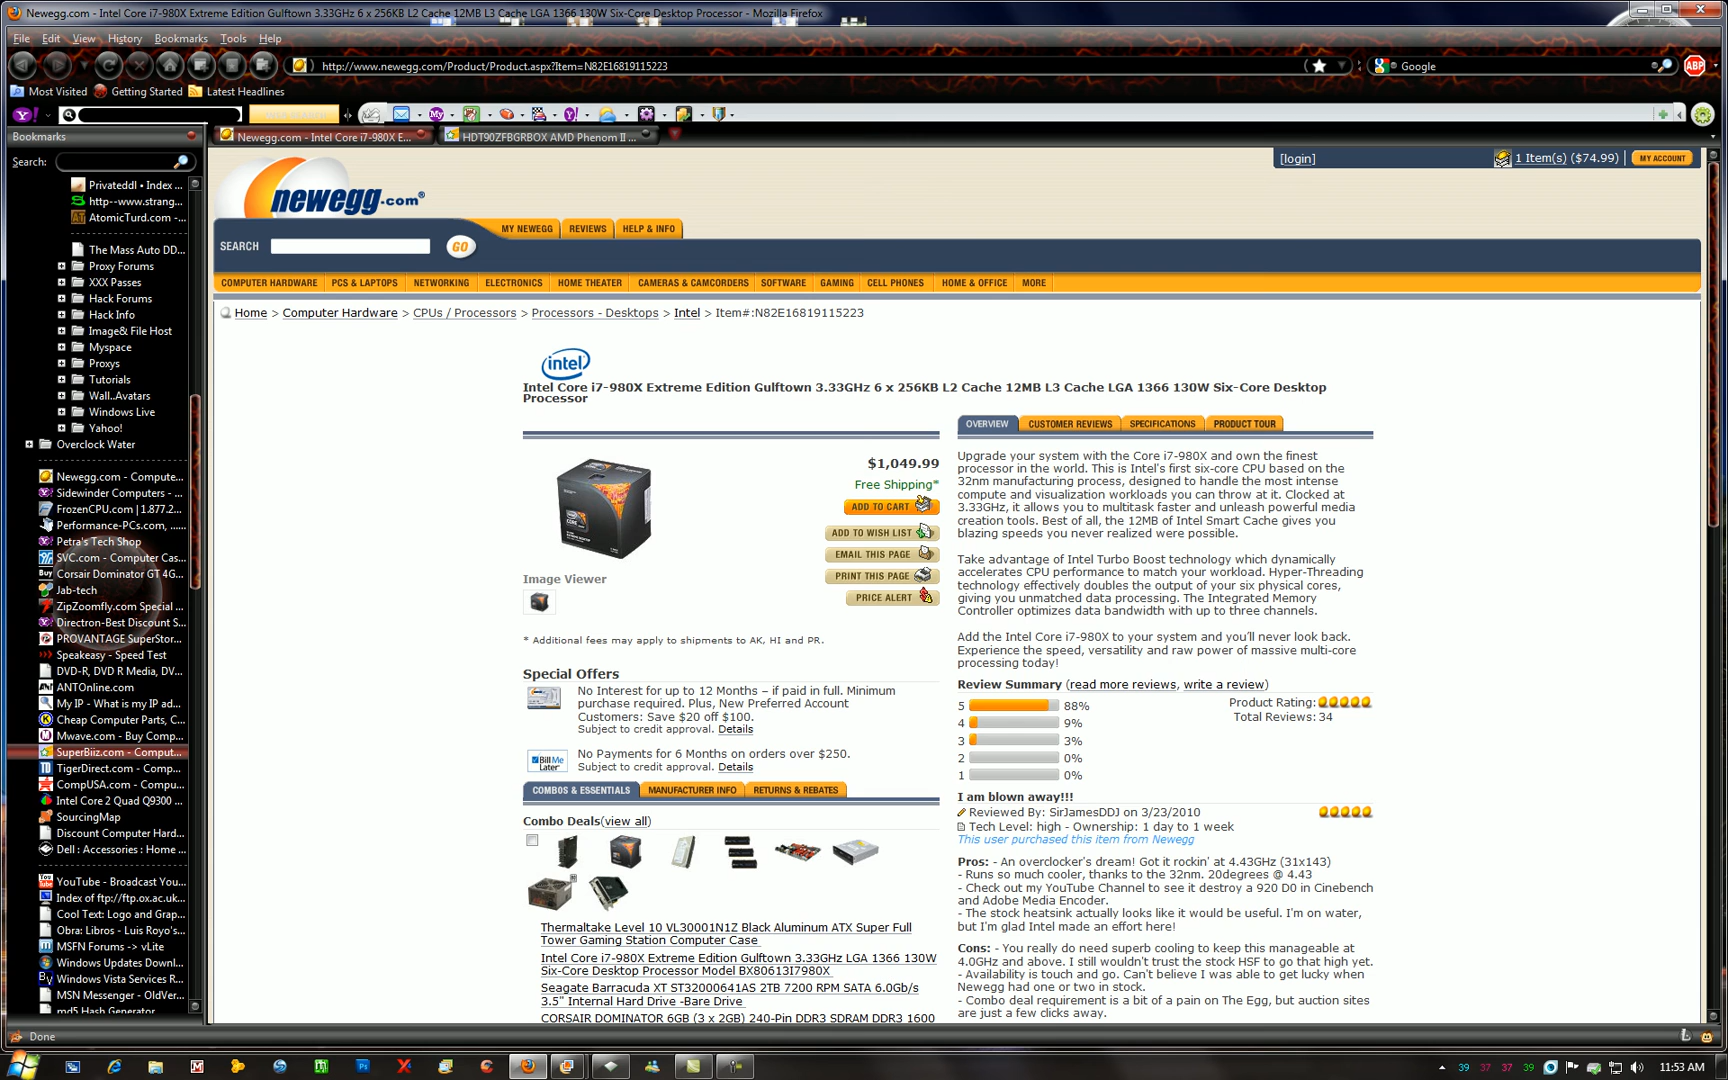 Newegg.com - Intel Core i7-980X Extreme Edition Gulftown 3.33GHz 6 x 256KB L2 Cache 12MB L3 Cache LGA 1366 130W Six-Core Desktop Processor - Mozilla Firefox
File Edit View History Bookmarks Tools Help
http://www.newegg.com/Product/Product.aspx?Item=N82E16819115223
Google
ABP
Most Visited Getting Started Latest Headlines
Bookmarks
Newegg.com - Intel Core i7-980X E...
HDT90ZFBGRBOX AMD Phenom II ...
Search:
Privateddl • Index ...
http--www.strang...
AtomicTurd.com -...
The Mass Auto DD...
Proxy Forums
XXX Passes
Hack Forums
Hack Info
Image& File Host
Myspace
Proxys
Tutorials
Wall..Avatars
Windows Live
Yahoo!
Overclock Water
Newegg.com - Compute...
Sidewinder Computers - ...
FrozenCPU.com | 1.877.2...
Performance-PCs.com, ......
Petra's Tech Shop
SVC.com - Computer Cas...
Corsair Dominator GT 4G...
Jab-tech
ZipZoomfly.com Special ...
Directron-Best Discount S...
PROVANTAGE SuperStor...
Speakeasy - Speed Test
DVD-R, DVD R Media, DV...
ANTOnline.com
My IP - What is my IP ad...
Cheap Computer Parts, C...
Mwave.com - Buy Comp...
SuperBiiz.com - Comput...
TigerDirect.com - Comp...
CompUSA.com - Compu...
Intel Core 2 Quad Q9300 ...
SourcingMap
Discount Computer Hard...
Dell : Accessories : Home ...
YouTube - Broadcast You...
Index of ftp://ftp.ox.ac.uk...
Cool Text: Logo and Grap...
Obra: Libros - Luis Royo's...
MSFN Forums -> vLite
Windows Updates Downl...
Windows Vista Services R...
MSN Messenger - OldVer...
md5 Hash Generator
newegg.com®
[login]
1 Item(s) ($74.99) | MY ACCOUNT
MY NEWEGG REVIEWS HELP & INFO
SEARCH GO
COMPUTER HARDWARE PCS & LAPTOPS NETWORKING ELECTRONICS HOME THEATER CAMERAS & CAMCORDERS SOFTWARE GAMING CELL PHONES HOME & OFFICE MORE
Home > Computer Hardware > CPUs / Processors > Processors - Desktops > Intel > Item#:N82E16819115223
intel
Intel Core i7-980X Extreme Edition Gulftown 3.33GHz 6 x 256KB L2 Cache 12MB L3 Cache LGA 1366 130W Six-Core Desktop
Processor
$1,049.99
Free Shipping*
ADD TO CART
ADD TO WISH LIST
EMAIL THIS PAGE
PRINT THIS PAGE
PRICE ALERT
Image Viewer
* Additional fees may apply to shipments to AK, HI and PR.
Special Offers
No Interest for up to 12 Months – if paid in full. Minimum
purchase required. Plus, New Preferred Account
Customers: Save $20 off $100.
Subject to credit approval. Details
Bill Me Later
No Payments for 6 Months on orders over $250.
Subject to credit approval. Details
COMBOS & ESSENTIALS MANUFACTURER INFO RETURNS & REBATES
Combo Deals(view all)
Thermaltake Level 10 VL30001N1Z Black Aluminum ATX Super Full
Tower Gaming Station Computer Case
Intel Core i7-980X Extreme Edition Gulftown 3.33GHz LGA 1366 130W
Six-Core Desktop Processor Model BX80613I7980X
Seagate Barracuda XT ST32000641AS 2TB 7200 RPM SATA 6.0Gb/s
3.5" Internal Hard Drive -Bare Drive
CORSAIR DOMINATOR 6GB (3 x 2GB) 240-Pin DDR3 SDRAM DDR3 1600
OVERVIEW CUSTOMER REVIEWS SPECIFICATIONS PRODUCT TOUR
Upgrade your system with the Core i7-980X and own the finest
processor in the world. This is Intel's first six-core CPU based on the
32nm manufacturing process, designed to handle the most intense
compute and visualization workloads you can throw at it. Clocked at
3.33GHz, it allows you to multitask faster and unleash powerful media
creation tools. Best of all, the 12MB of Intel Smart Cache gives you
blazing speeds you never realized were possible.
Take advantage of Intel Turbo Boost technology which dynamically
accelerates CPU performance to match your workload. Hyper-Threading
technology effectively doubles the output of your six physical cores,
giving you unmatched data processing. The Integrated Memory
Controller optimizes data bandwidth with up to three channels.
Add the Intel Core i7-980X to your system and you'll never look back.
Experience the speed, versatility and raw power of massive multi-core
processing today!
Review Summary (read more reviews, write a review)
5 88%
4 9%
3 3%
2 0%
1 0%
Product Rating:
Total Reviews: 34
I am blown away!!!
Reviewed By: SirJamesDDJ on 3/23/2010
Tech Level: high - Ownership: 1 day to 1 week
This user purchased this item from Newegg
Pros: - An overclocker's dream! Got it rockin' at 4.43GHz (31x143)
- Runs so much cooler, thanks to the 32nm. 20degrees @ 4.43
- Check out my YouTube Channel to see it destroy a 920 D0 in Cinebench
and Adobe Media Encoder.
- The stock heatsink actually looks like it would be useful. I'm on water,
but I'm glad Intel made an effort here!
Cons: - You really do need superb cooling to keep this manageable at
4.0GHz and above. I still wouldn't trust the stock HSF to go that high yet.
- Availability is touch and go. Can't believe I was able to get lucky when
Newegg had one or two in stock.
- Combo deal requirement is a bit of a pain on The Egg, but auction sites
are just a few clicks away.
Done
39 37 37 39
11:53 AM